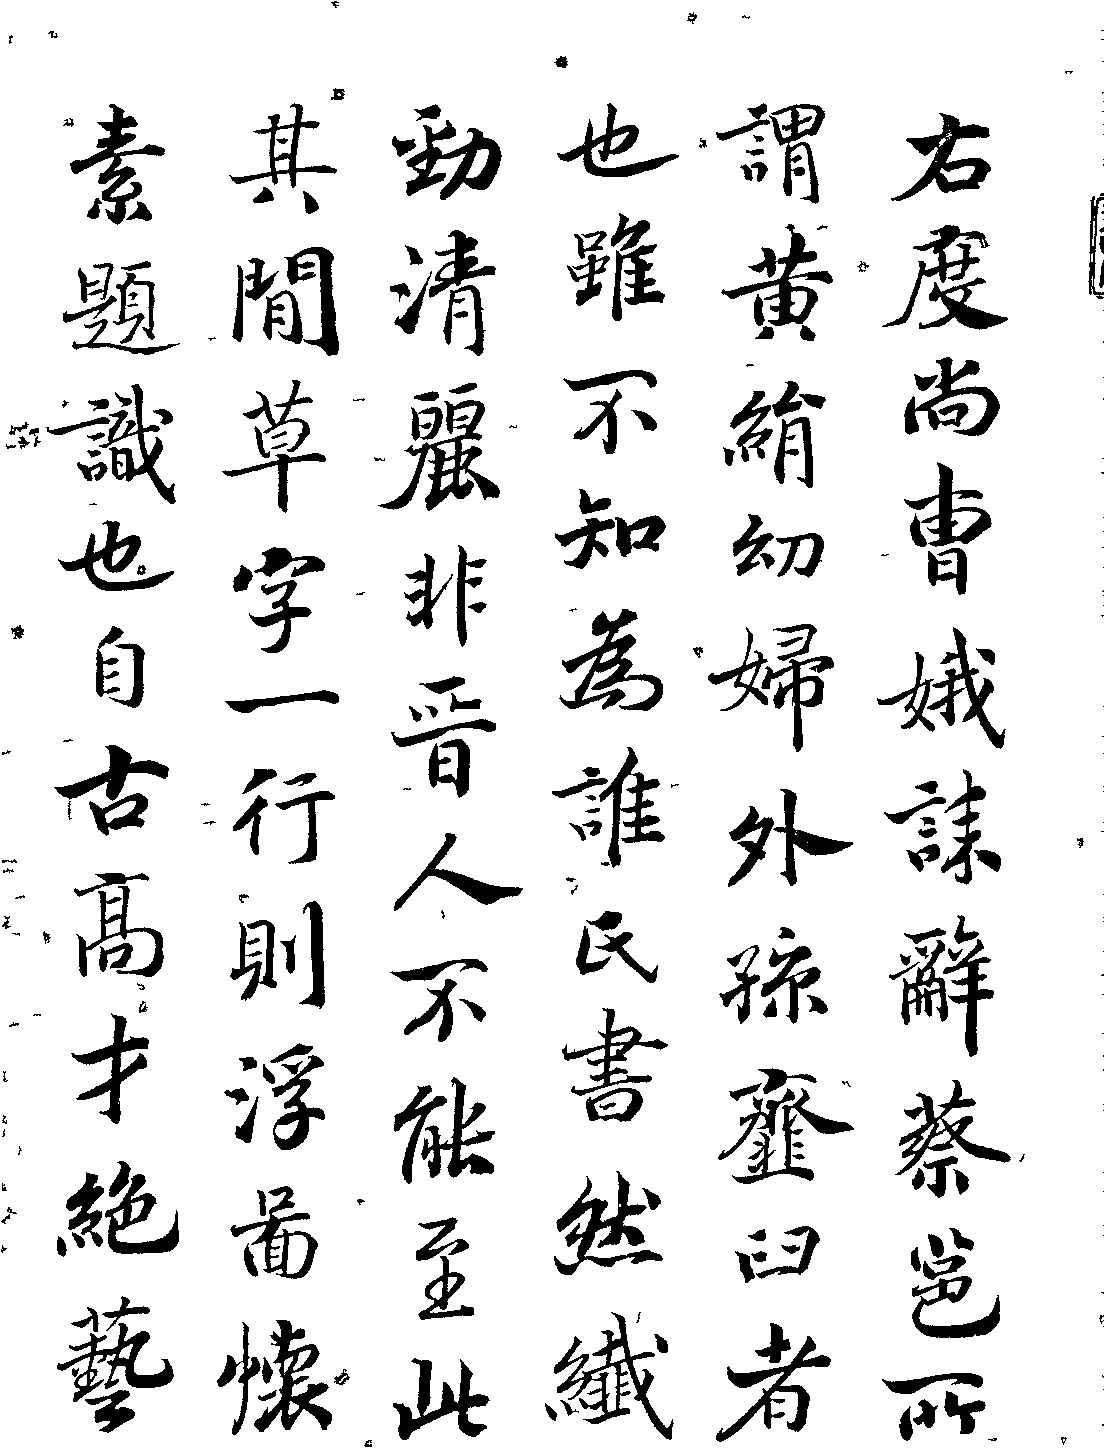 右度尚曹娥誄辭蔡邕所
謂黃絹幼婦外孫齏臼者
也雖不知為誰氏書然纖
勁清麗非晉人不能至此
其間草字一行則浮圖懷
素題識也自古高才絕藝